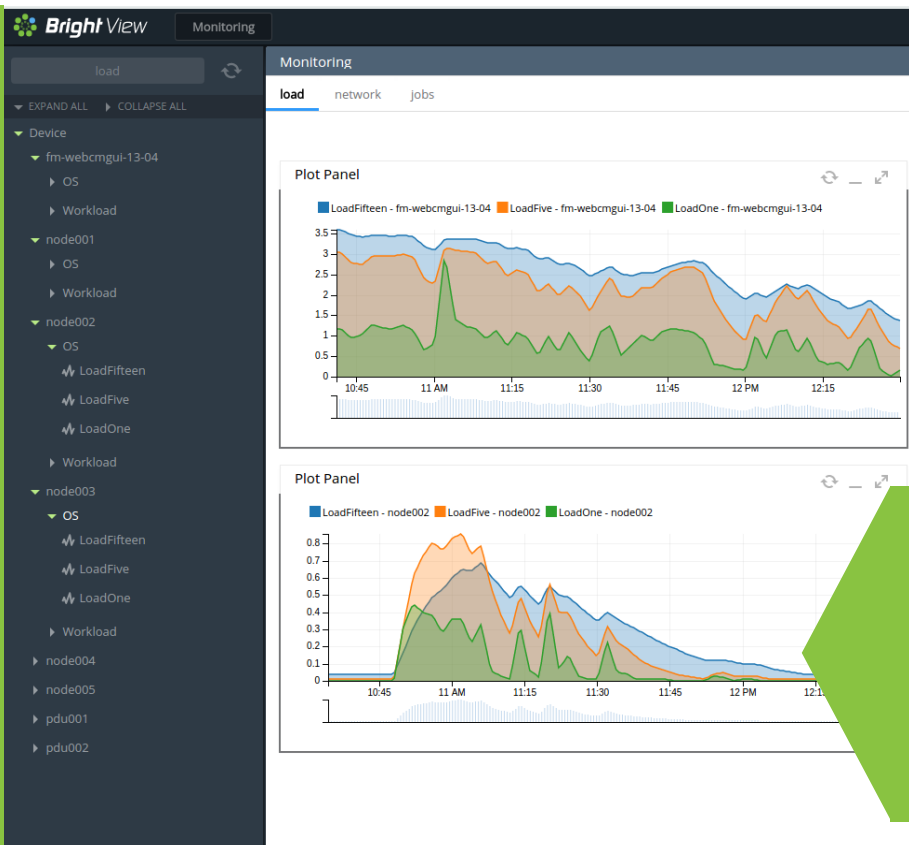 Bright View Monitoring
load
EXPAND ALL COLLAPSE ALL
Device
fm-webcmgui-13-04
OS
Workload
node001
OS
Workload
node002
OS
LoadFifteen
LoadFive
LoadOne
Workload
node003
OS
LoadFifteen
LoadFive
LoadOne
Workload
node004
node005
pdu001
pdu002
Monitoring
load network jobs
Plot Panel
LoadFifteen - fm-webcmgui-13-04 LoadFive - fm-webcmgui-13-04 LoadOne - fm-webcmgui-13-04
3.5
3
2.5
2
1.5
1
0.5
0
10:45 11 AM 11:15 11:30 11:45 12 PM 12:15
Plot Panel
LoadFifteen - node002 LoadFive - node002 LoadOne - node002
0.8
0.7
0.6
0.5
0.4
0.3
0.2
0.1
0
10:45 11 AM 11:15 11:30 11:45 12 PM